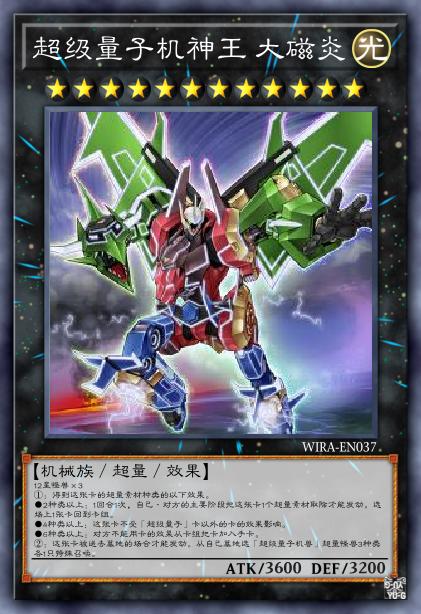 超级量子机神王 大磁炎 光
WIRA-EN037
【机械族／超量／效果】
12星怪兽×3
①：得到这张卡的超量素材种类的以下效果。
●2种类以上：1回合1次，自己·对方的主要阶段把这张卡1个超量素材取除才能发动。选
场上1张卡回到卡组。
●4种类以上：这张卡不受「超级量子」卡以外的卡的效果影响。
●6种类以上：对方不能用卡的效果从卡组把卡加入手卡。
②：这张卡被送去墓地的场合才能发动。从自己墓地选「超级量子机兽」超量怪兽3种类
各1只特殊召唤。
ATK/3600 DEF/3200